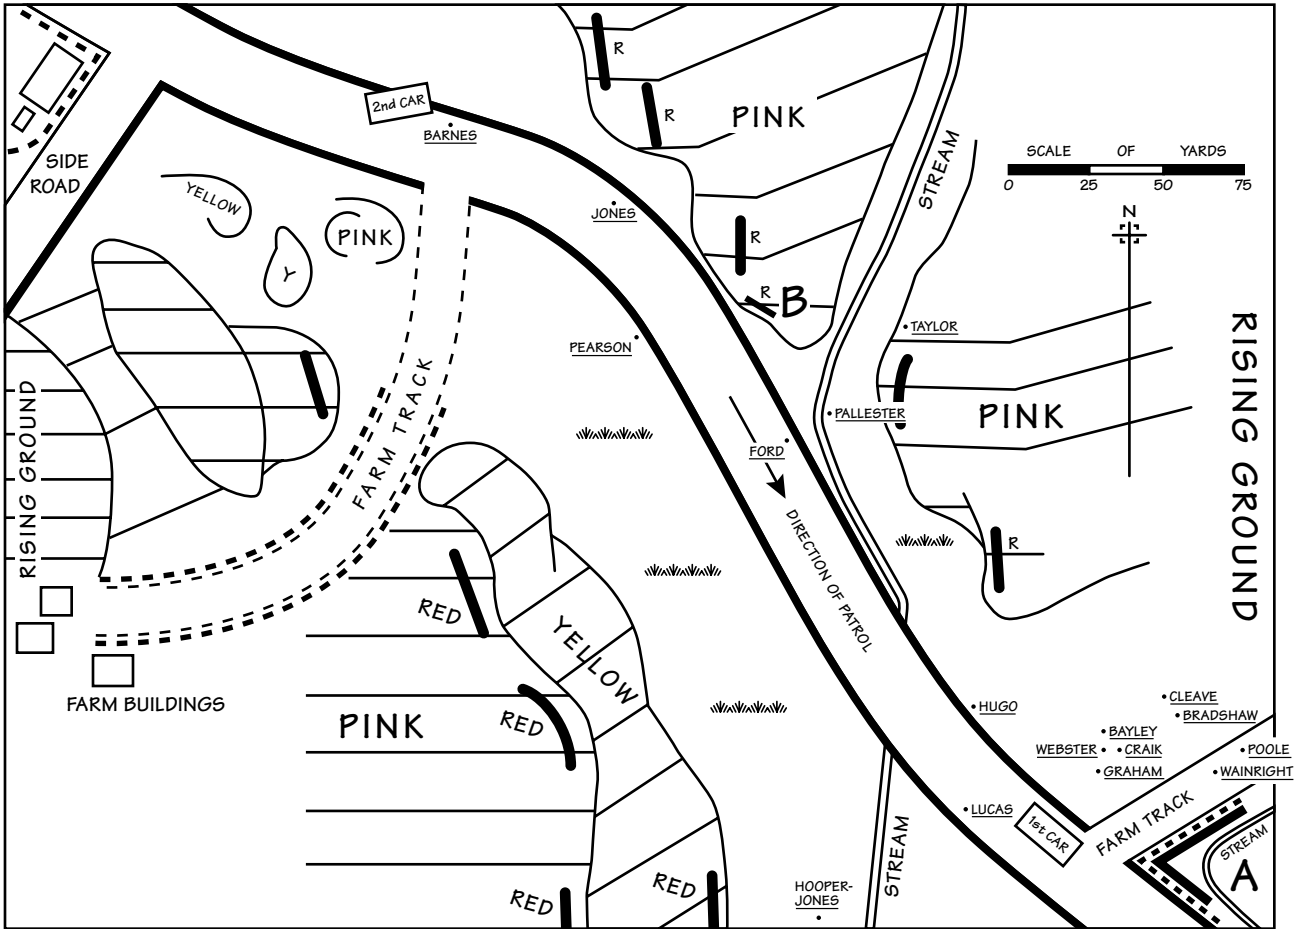 R
2nd CAR
BARNES
R
PINK
SIDE
ROAD
STREAM
SCALE OF YARDS
0 25 50 75
YELLOW
JONES
N
PINK
R
Y
R
B
TAYLOR
PEARSON
RISING GROUND
FARM TRACK
PALLESTER
PINK
RISING GROUND
FORD
DIRECTION OF PATROL
R
RED
YELLOW
FARM BUILDINGS
PINK
RED
HUGO
CLEAVE
BRADSHAW
BAYLEY
WEBSTER
CRAIK
POOLE
GRAHAM
WAINRIGHT
LUCAS
1st CAR
FARM TRACK
STREAM
STREAM
A
RED
RED
HOOPER-
JONES